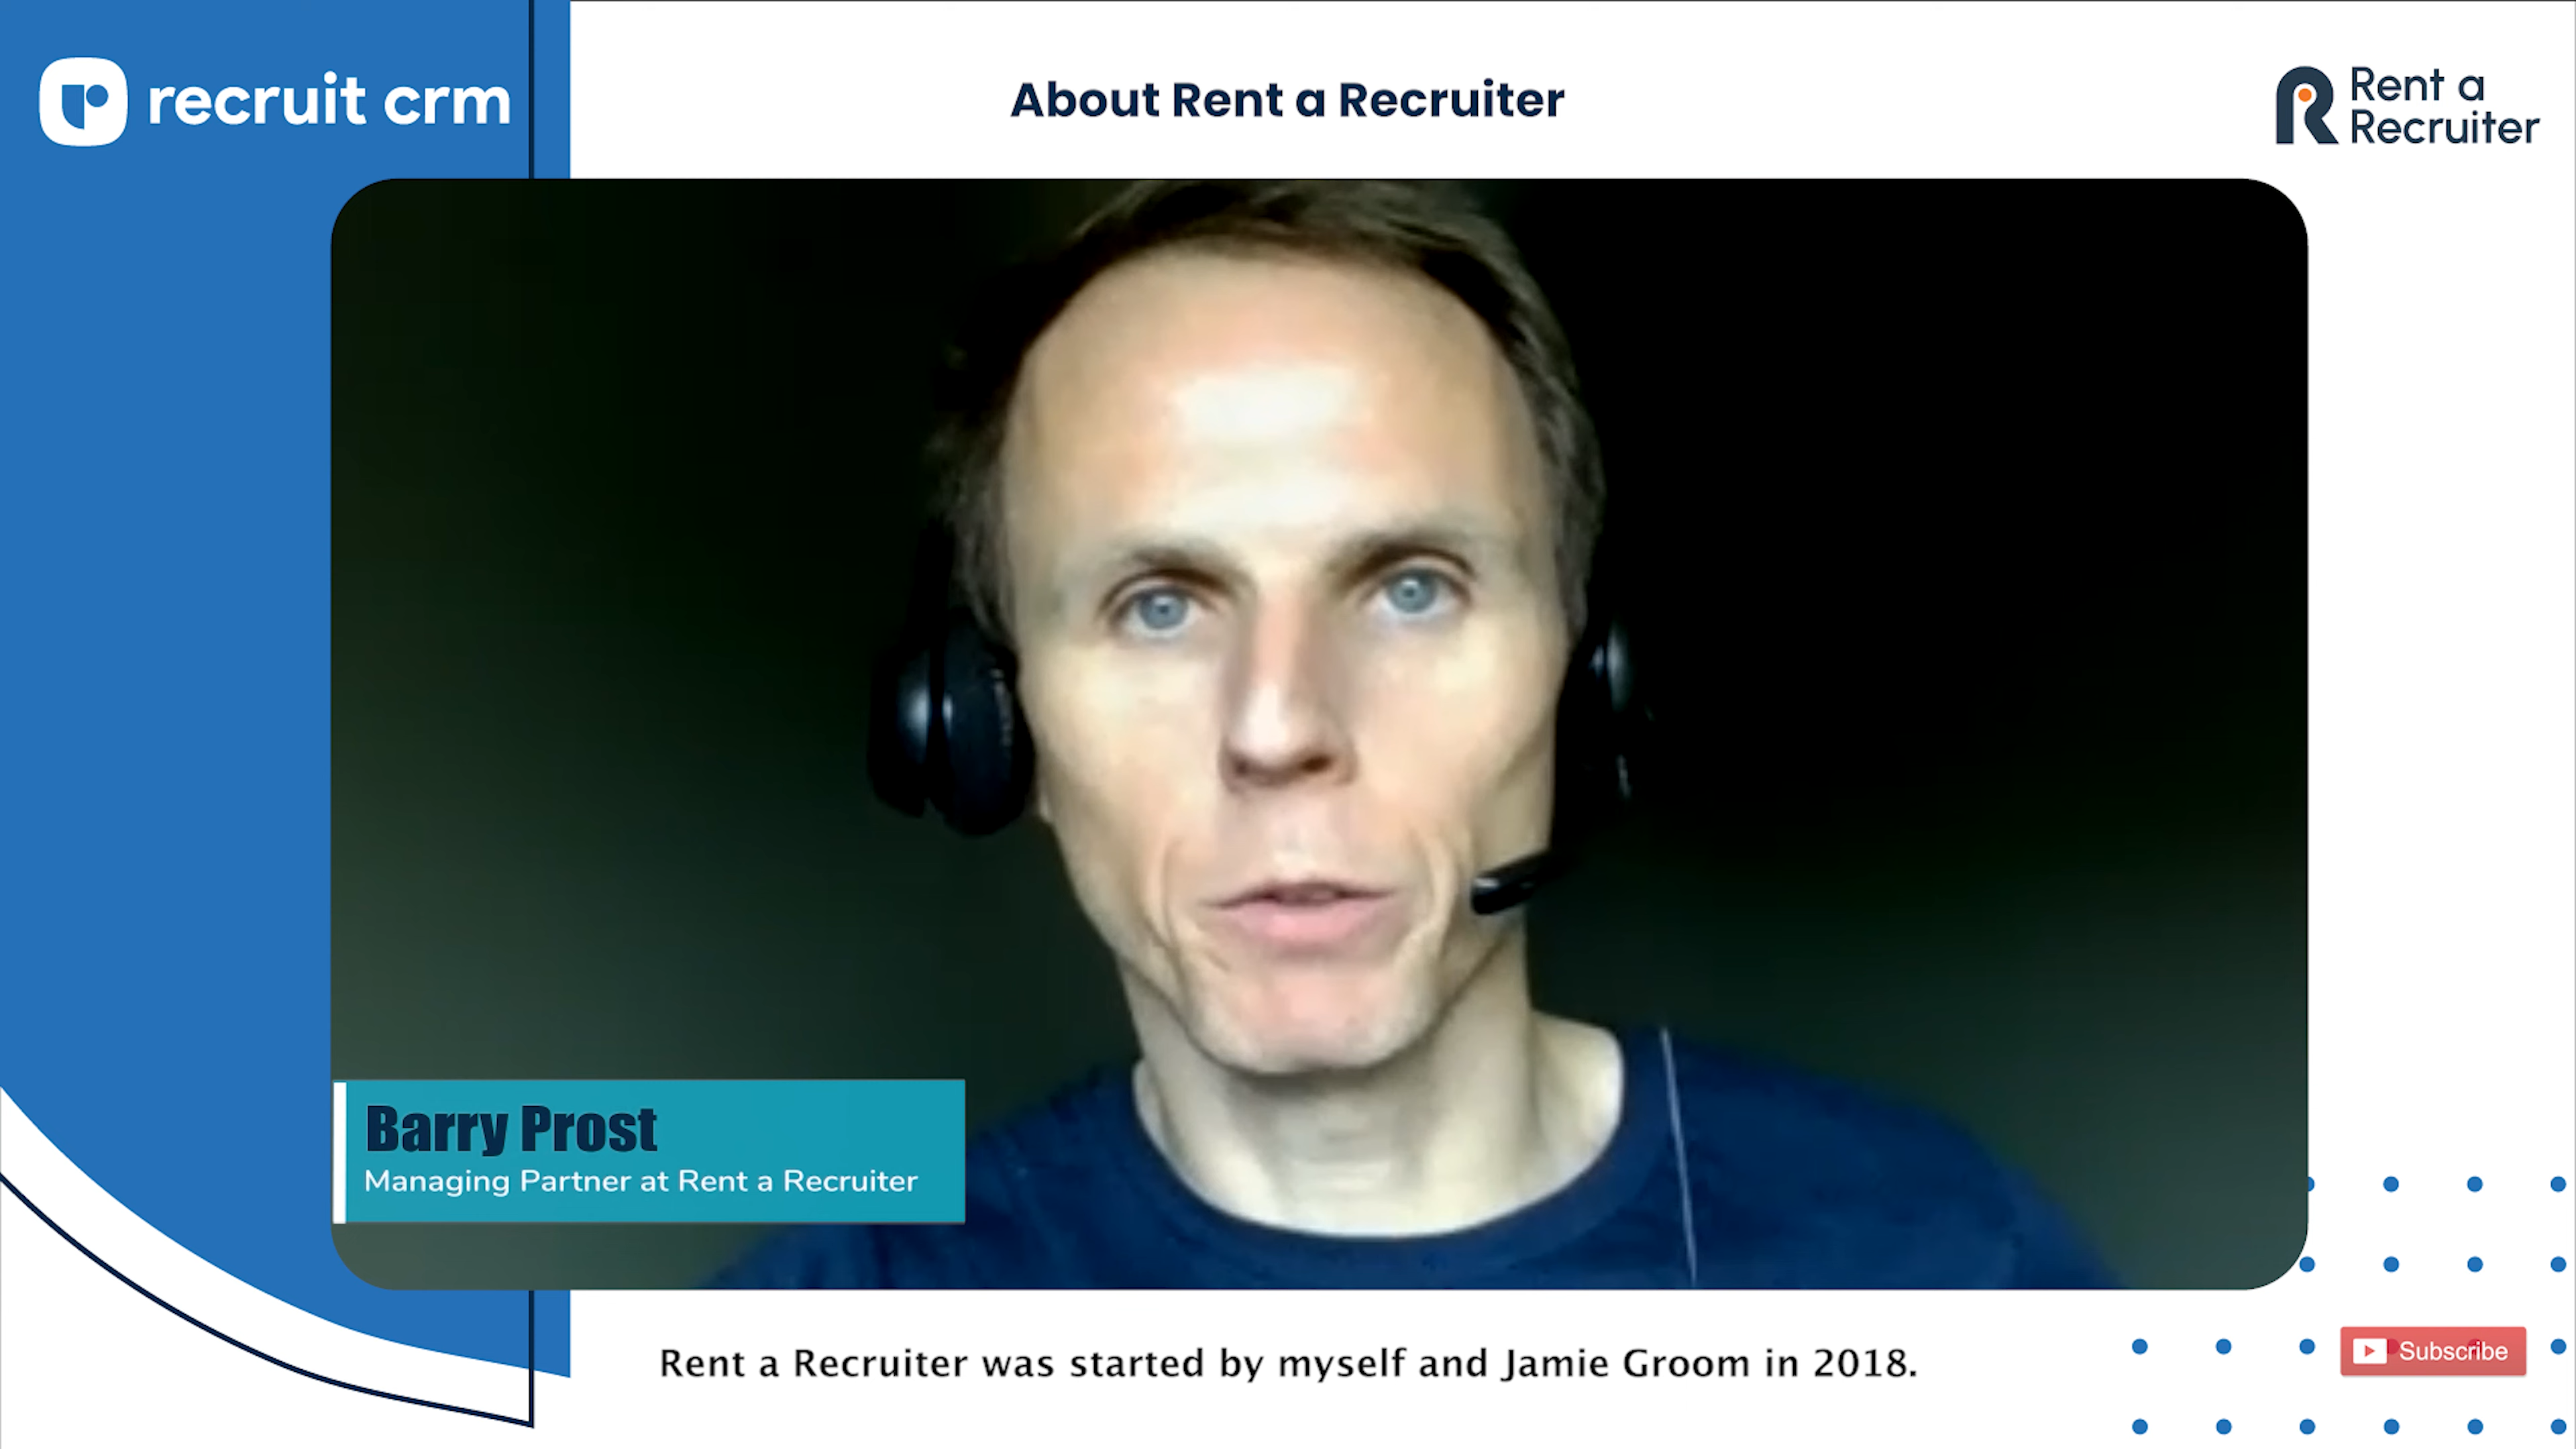 recruit crm
About Rent a Recruiter
Rent a
Recruiter
Barry Prost
Managing Partner at Rent a Recruiter
Rent a Recruiter was started by myself and Jamie Groom in 2018.
Subscribe